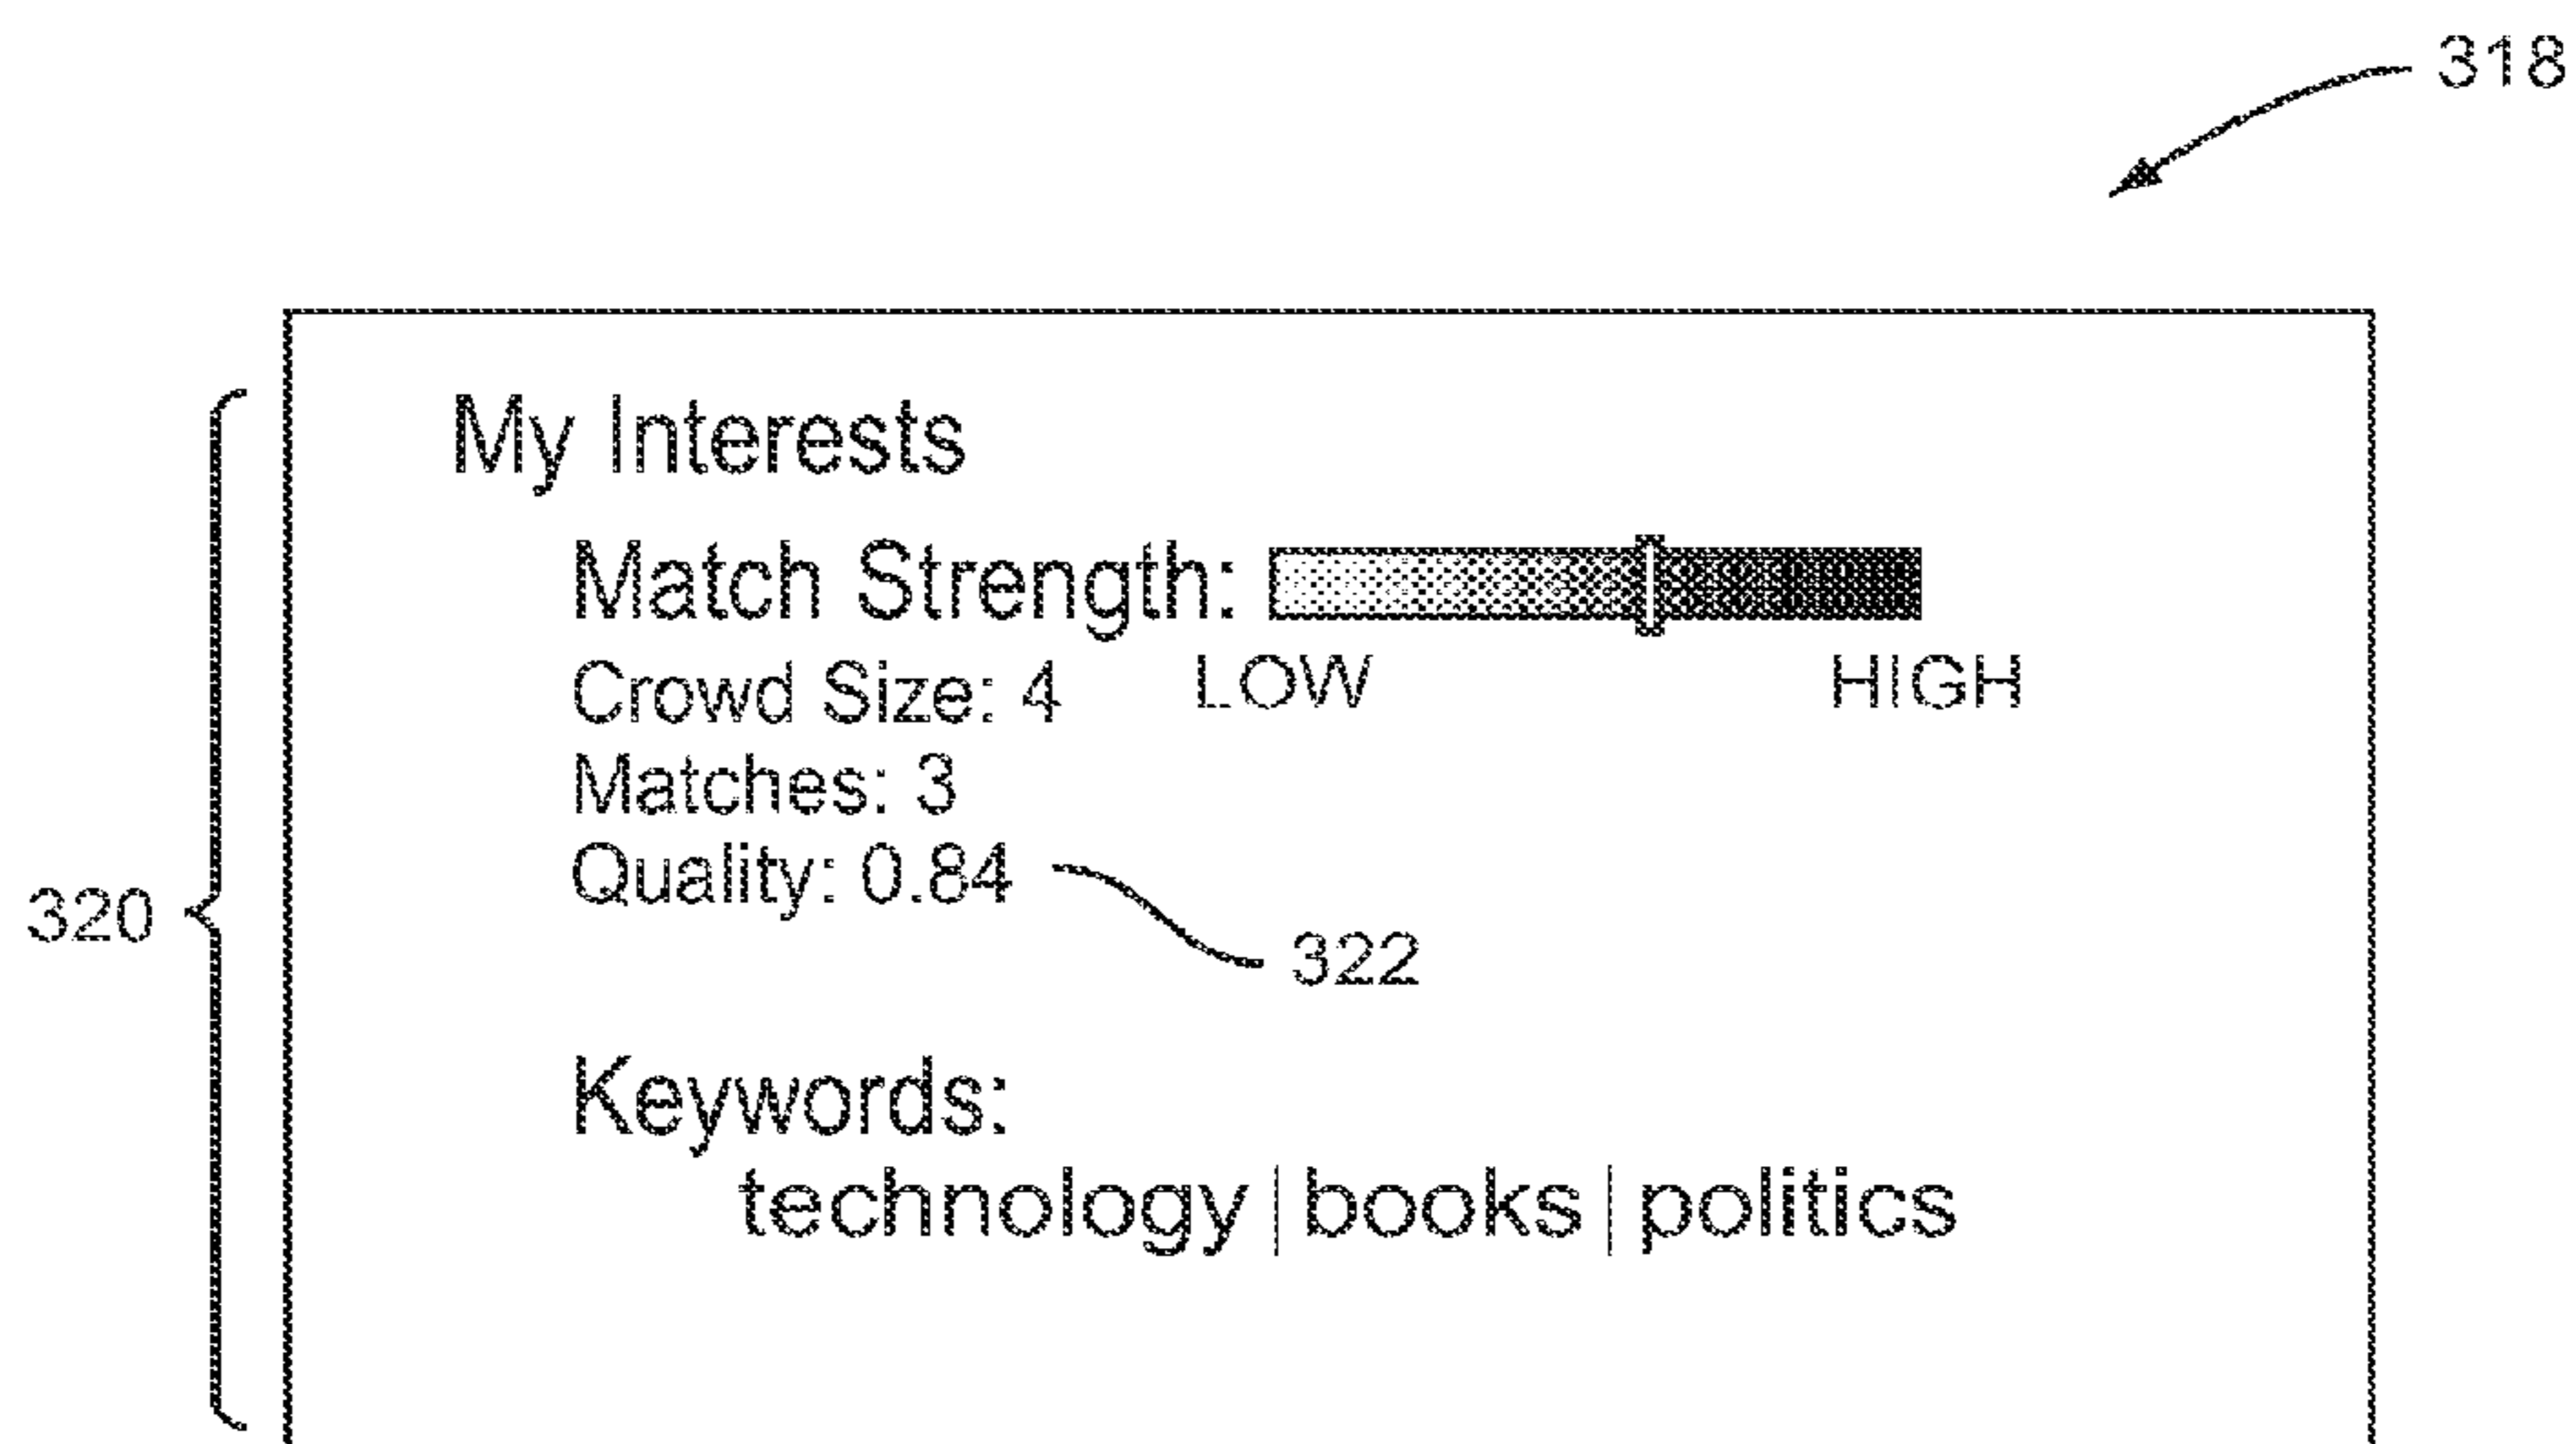 318
My Interests
Match Strength:
Crowd Size: 4 LOW HIGH
Matches: 3
Quality: 0.84
320
322
Keywords:
technology | books | politics